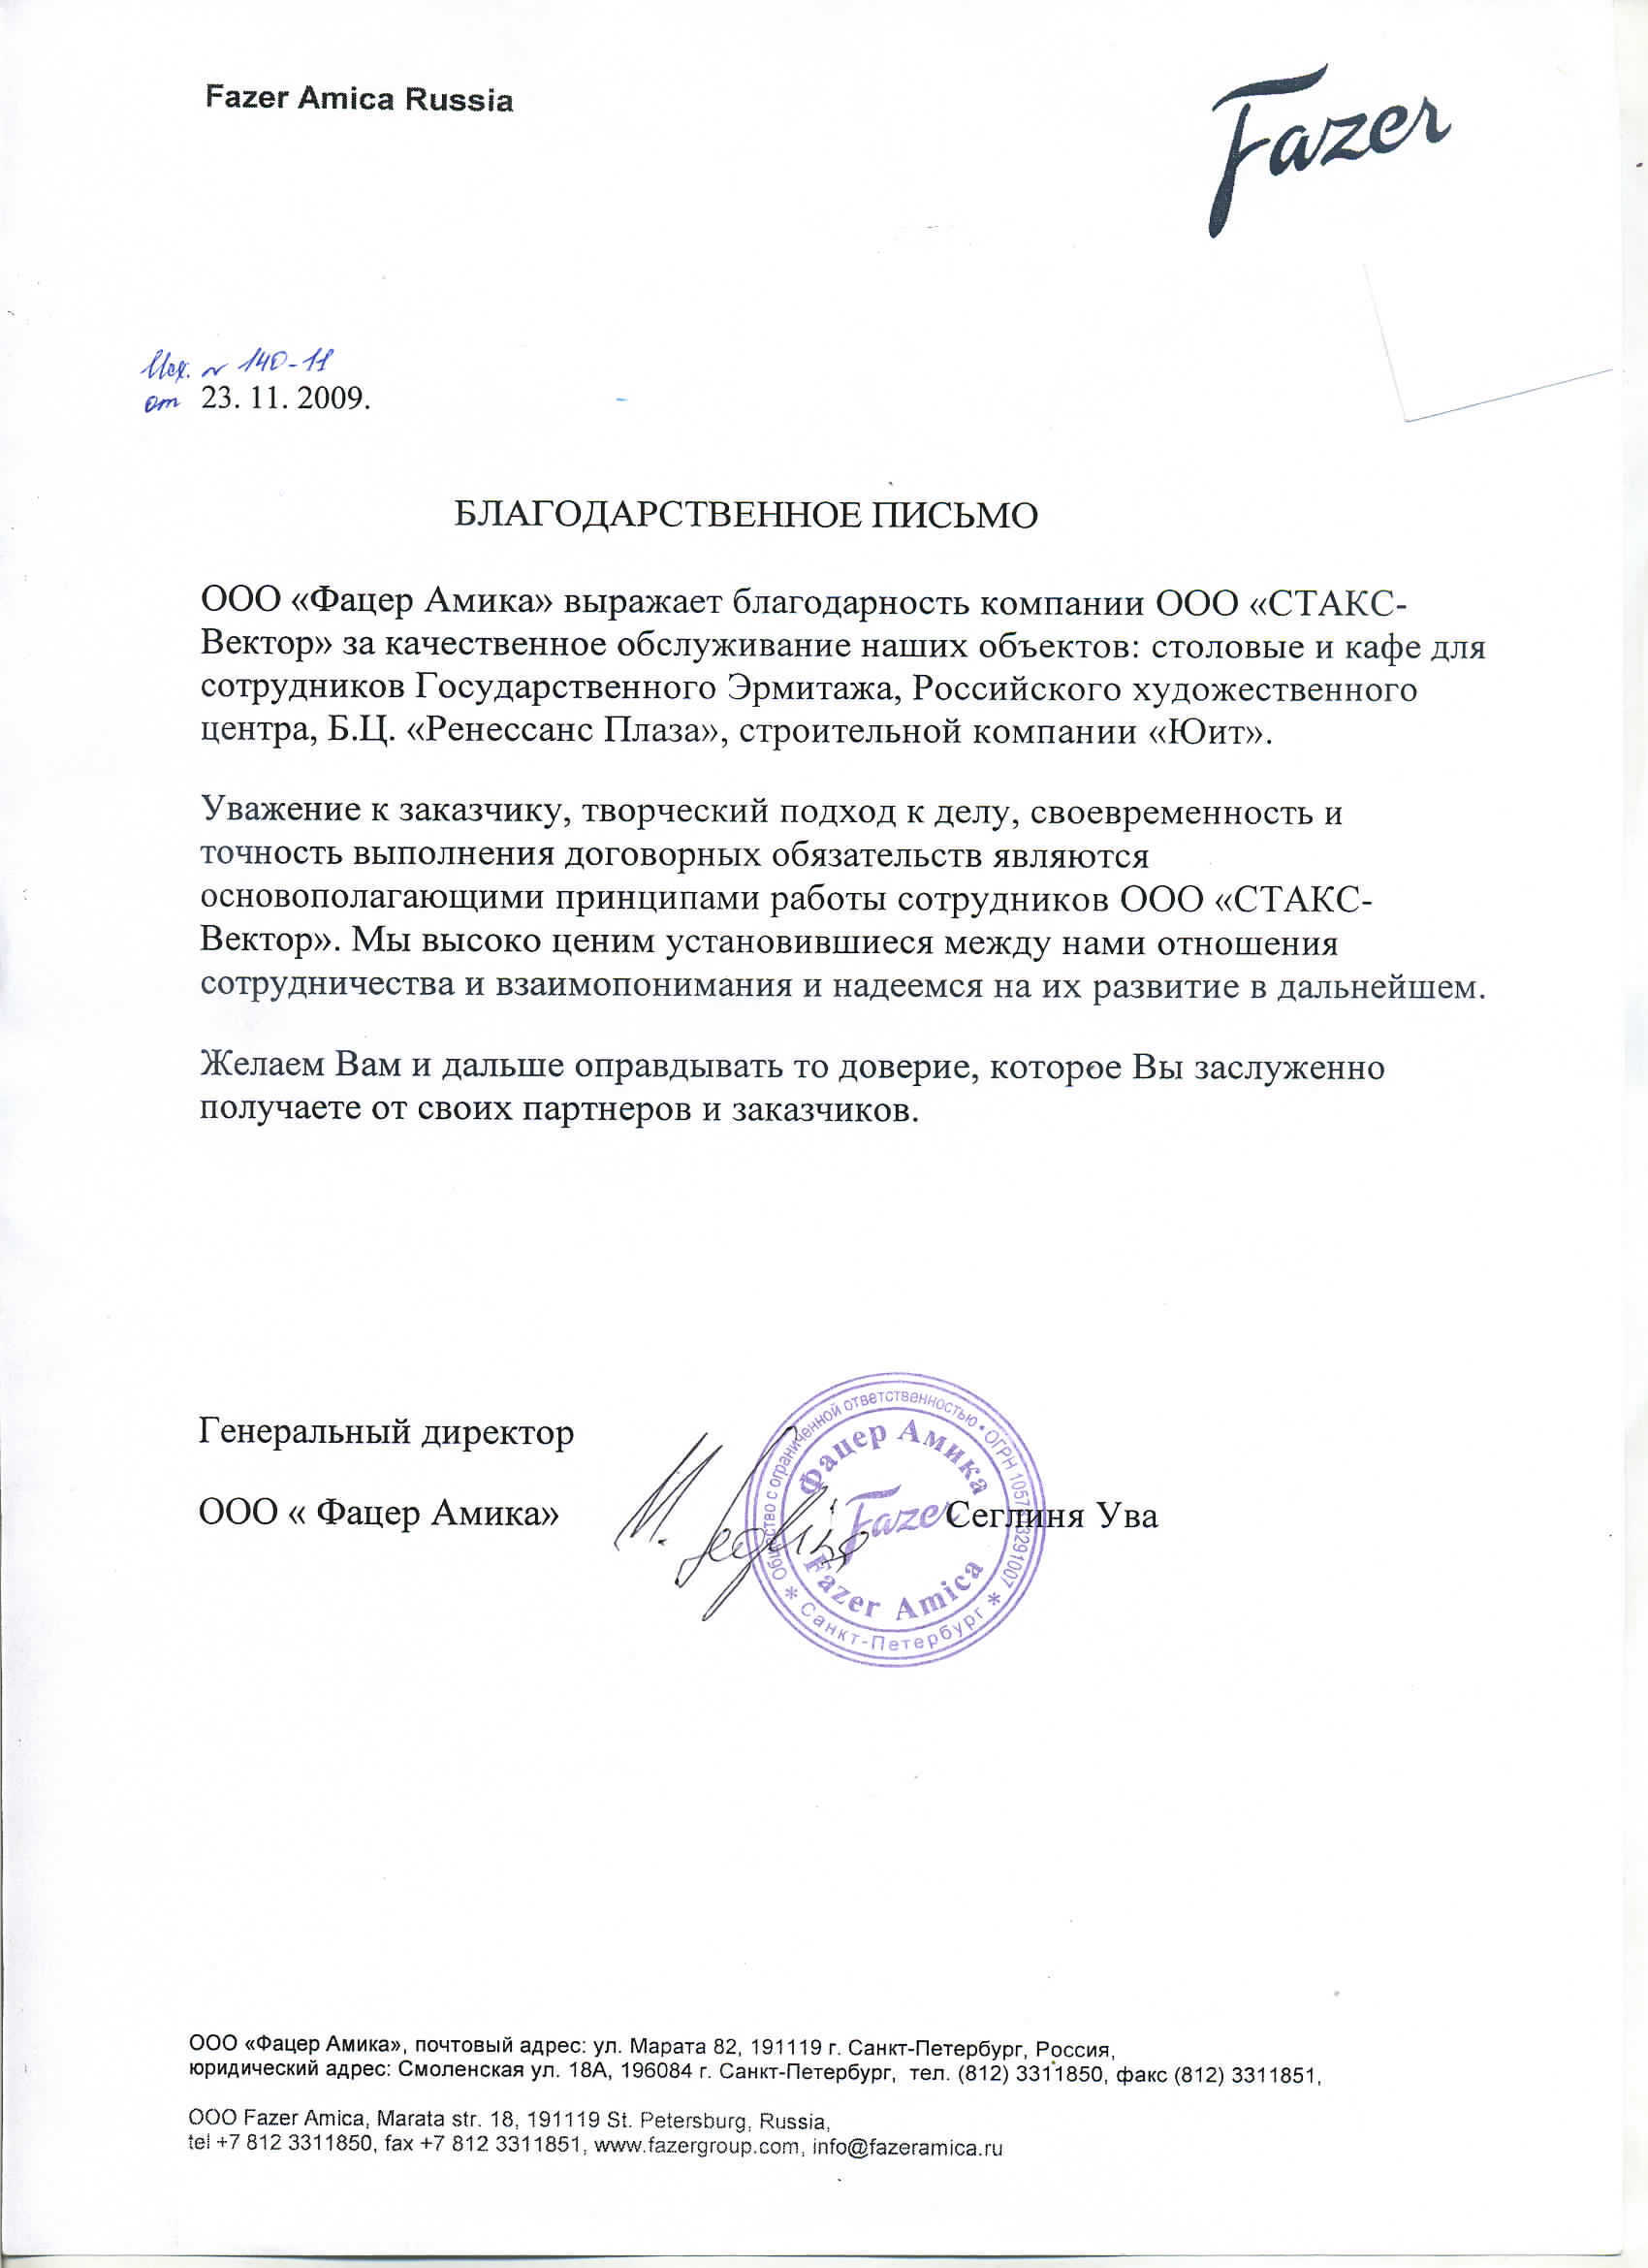 Fazer Amica Russia
Fazer
Исх. № 140-11
от 23. 11. 2009.
БЛАГОДАРСТВЕННОЕ ПИСЬМО
ООО «Фацер Амика» выражает благодарность компании ООО «СТАКС-
Вектор» за качественное обслуживание наших объектов: столовые и кафе для
сотрудников Государственного Эрмитажа, Российского художественного
центра, Б.Ц. «Ренессанс Плаза», строительной компании «Юит».
Уважение к заказчику, творческий подход к делу, своевременность и
точность выполнения договорных обязательств являются
основополагающими принципами работы сотрудников ООО «СТАКС-
Вектор». Мы высоко ценим установившиеся между нами отношения
сотрудничества и взаимопонимания и надеемся на их развитие в дальнейшем.
Желаем Вам и дальше оправдывать то доверие, которое Вы заслуженно
получаете от своих партнеров и заказчиков.
Генеральный директор
ООО « Фацер Амика»
Сеглиня Ува
Общество с ограниченной ответственностью • ОГРН
* Санкт-Петербург *
Фацер Амика
Fazer
Fazer Amica
ООО «Фацер Амика», почтовый адрес: ул. Марата 82, 191119 г. Санкт-Петербург, Россия,
юридический адрес: Смоленская ул. 18А, 196084 г. Санкт-Петербург, тел. (812) 3311850, факс (812) 3311851,
ООО Fazer Amica, Marata str. 18, 191119 St. Petersburg, Russia,
tel +7 812 3311850, fax +7 812 3311851, www.fazergroup.com, info@fazeramica.ru